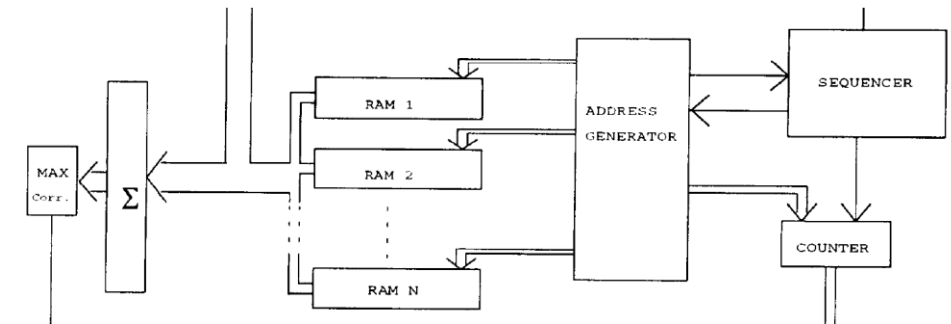 RAM 1
SEQUENCER
ADDRESS
GENERATOR
MAX
Corr.
Σ
RAM 2
COUNTER
RAM N